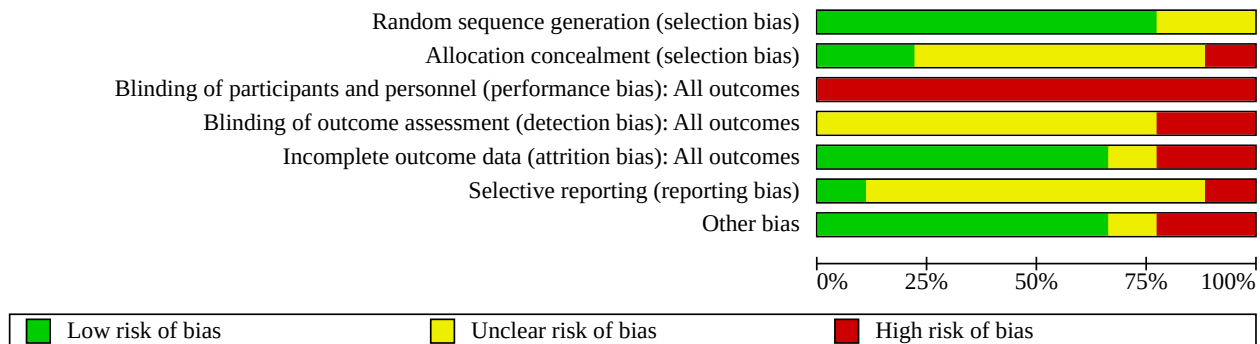 Random sequence generation (selection bias)
Allocation concealment (selection bias)
Blinding of participants and personnel (performance bias): All outcomes
Blinding of outcome assessment (detection bias): All outcomes
Incomplete outcome data (attrition bias): All outcomes
Selective reporting (reporting bias)
Other bias
0% 25% 50% 75% 100%
Low risk of bias Unclear risk of bias High risk of bias